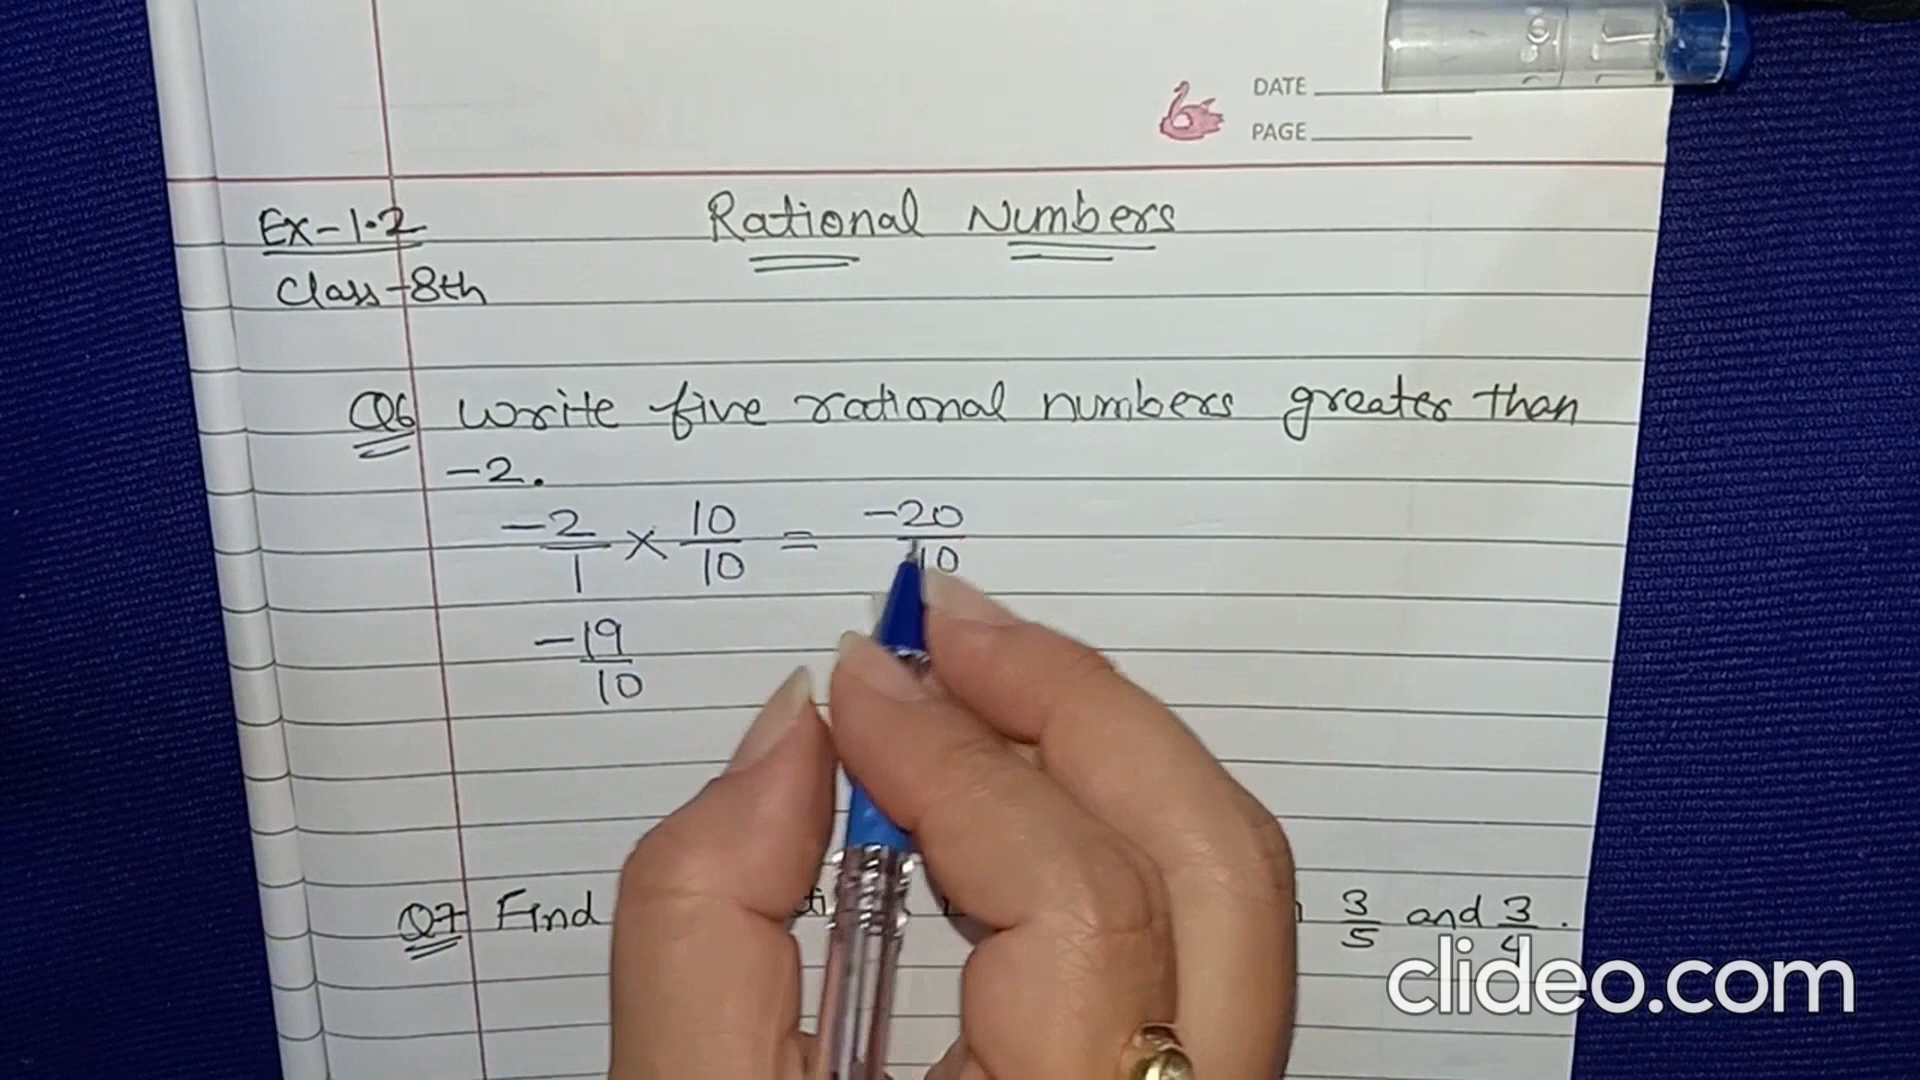 DATE
PAGE
Ex-1.2
Rational Numbers
Class-8th
Q6 Write five rational numbers greater than
-2.
-2/1 × 10/10 = -20/10
-19/10
Q7 Find 3/5 and 3/4.
clideo.com